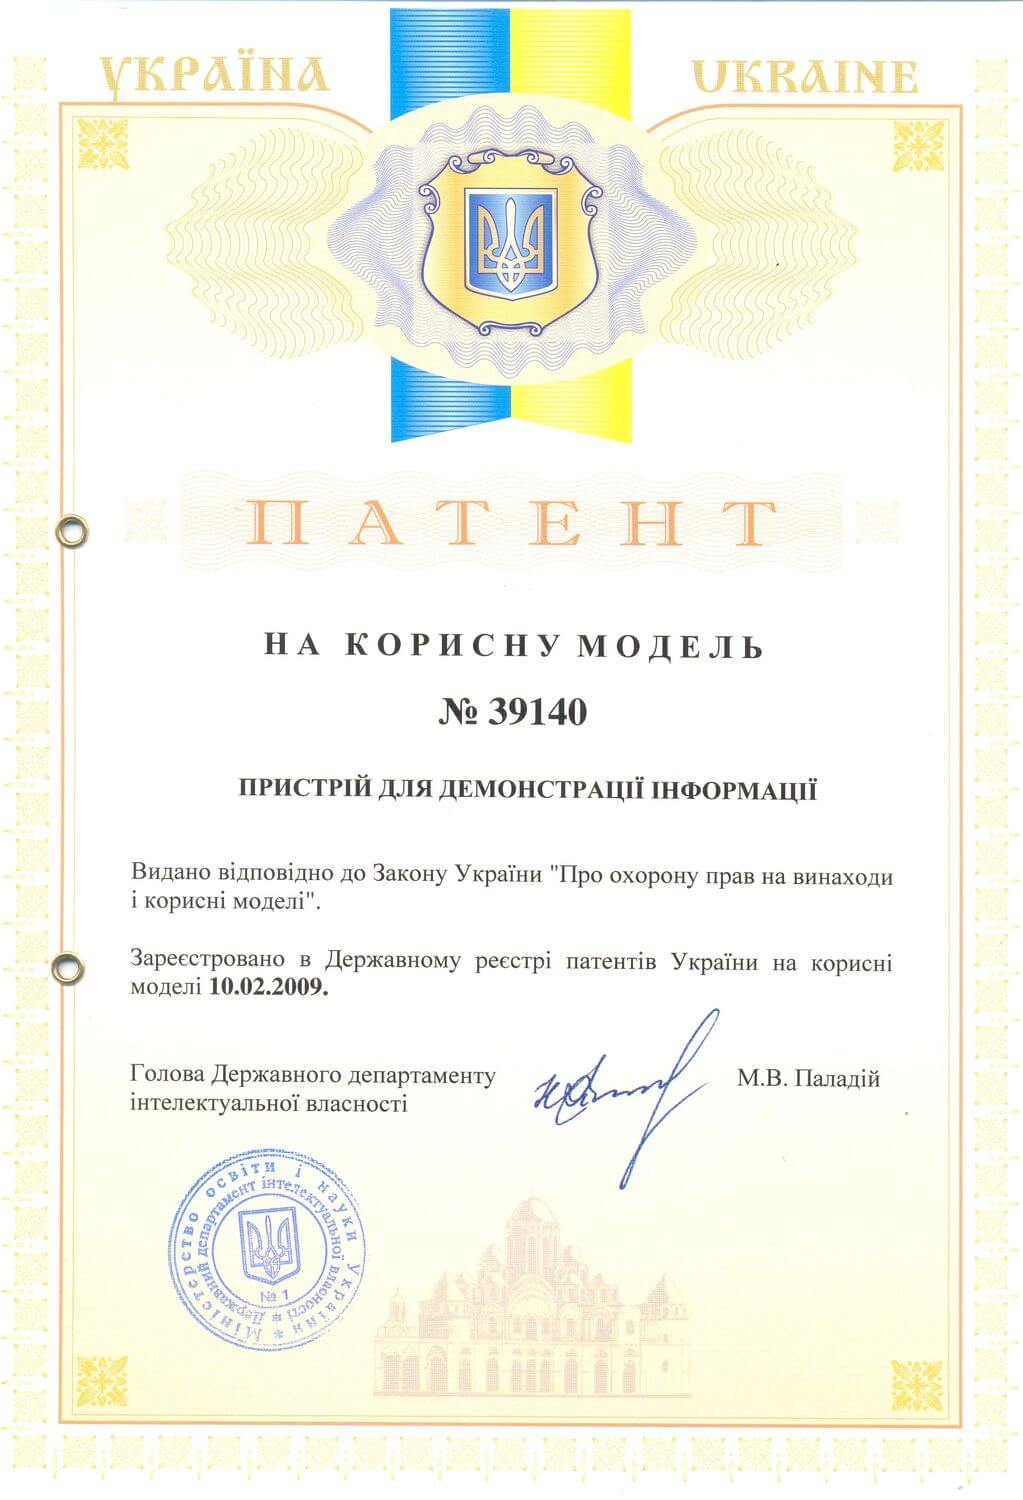 УКРАЇНА
UKRAINE
ПАТЕНТ
НА КОРИСНУ МОДЕЛЬ
№ 39140
ПРИСТРІЙ ДЛЯ ДЕМОНСТРАЦІЇ ІНФОРМАЦІЇ
Видано відповідно до Закону України "Про охорону прав на винаходи
і корисні моделі".
Зареєстровано в Державному реєстрі патентів України на корисні
моделі 10.02.2009.
Голова Державного департаменту
інтелектуальної власності
М.В. Паладій
Міністерство освіти і науки України *
Державний департамент інтелектуальної власності *
№ 1